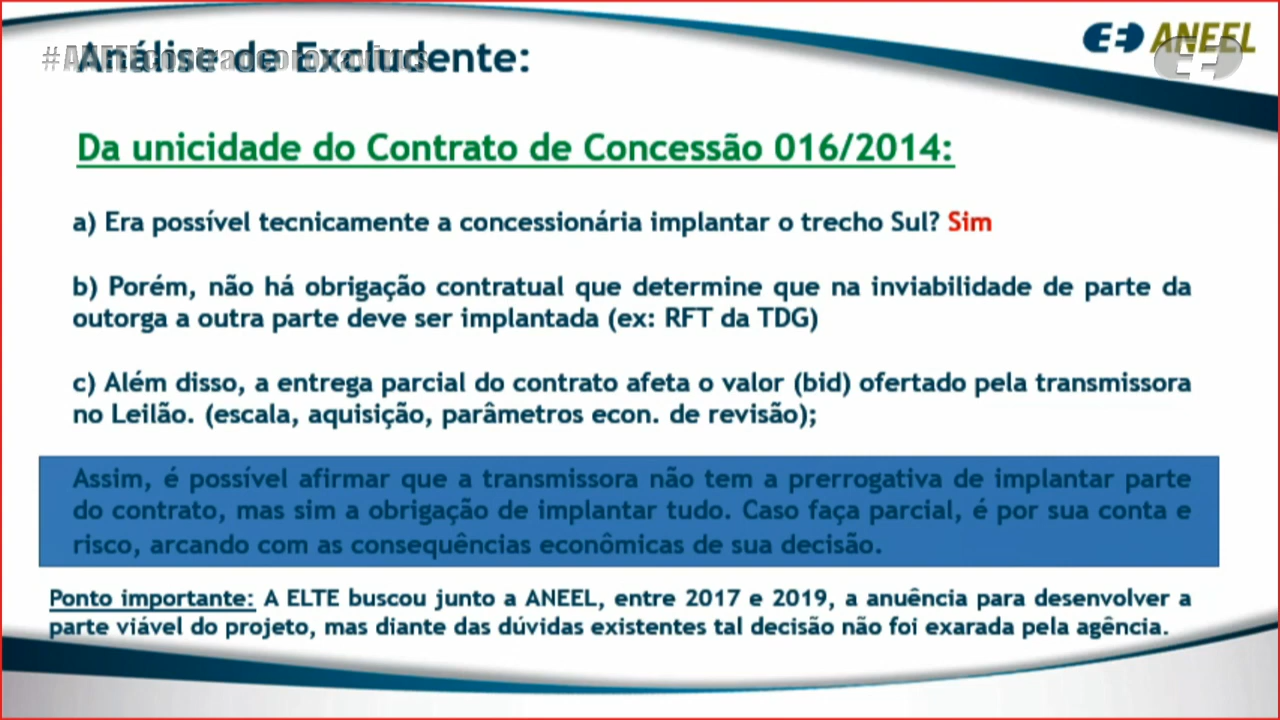 #ANEELcontraocoronavírus
Análise de Excludente:
ANEEL
Da unicidade do Contrato de Concessão 016/2014:
a) Era possível tecnicamente a concessionária implantar o trecho Sul? Sim
b) Porém, não há obrigação contratual que determine que na inviabilidade de parte da
outorga a outra parte deve ser implantada (ex: RFT da TDG)
c) Além disso, a entrega parcial do contrato afeta o valor (bid) ofertado pela transmissora
no Leilão. (escala, aquisição, parâmetros econ. de revisão);
Assim, é possível afirmar que a transmissora não tem a prerrogativa de implantar parte
do contrato, mas sim a obrigação de implantar tudo. Caso faça parcial, é por sua conta e
risco, arcando com as consequências econômicas de sua decisão.
Ponto importante: A ELTE buscou junto a ANEEL, entre 2017 e 2019, a anuência para desenvolver a
parte viável do projeto, mas diante das dúvidas existentes tal decisão não foi exarada pela agência.